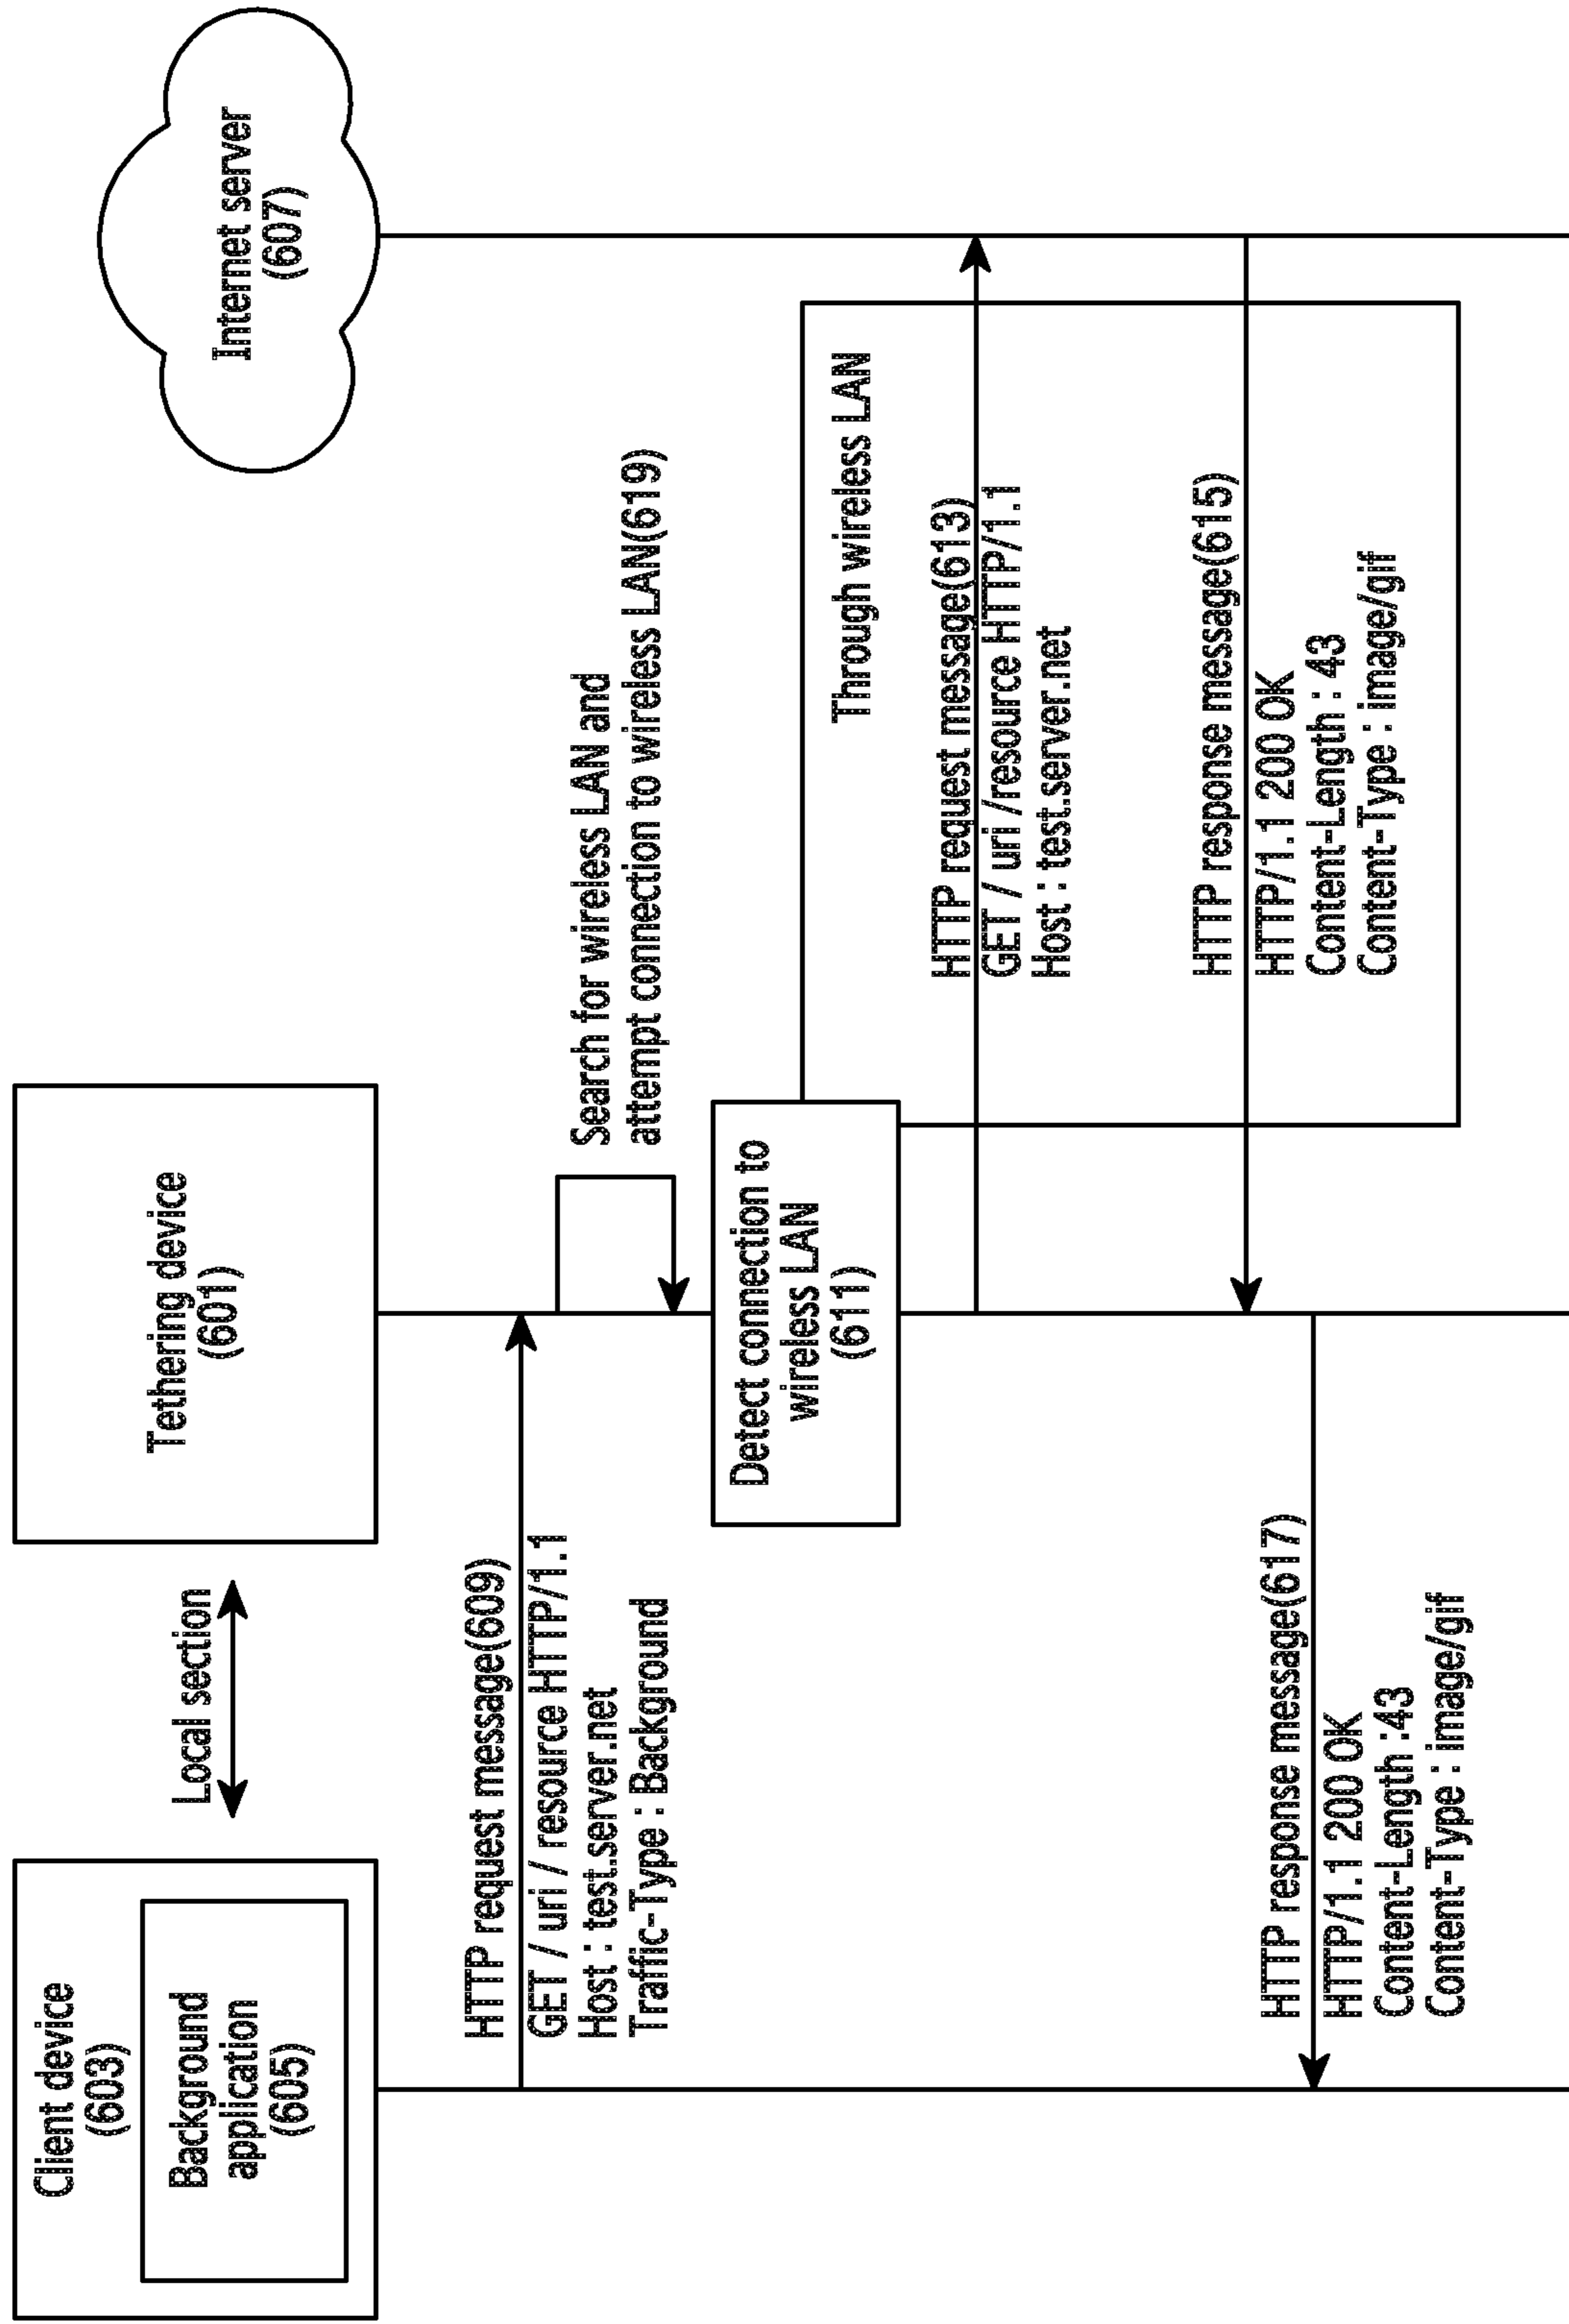 Client device
(603)
Background
application
(605)
Local section
Tethering device
(601)
Internet server
(607)
HTTP request message(609)
GET / uri / resource HTTP/1.1
Host : test.server.net
Traffic-Type : Background
Search for wireless LAN and
attempt connection to wireless LAN(619)
Detect connection to
wireless LAN
(611)
Through wireless LAN
HTTP request message(613)
GET / uri /resource HTTP/1.1
Host : test.server.net
HTTP response message(615)
HTTP/1.1 200 OK
Content-Length : 43
Content-Type : image/gif
HTTP response message(617)
HTTP/1.1 200 OK
Content-Length :43
Content-Type : image/gif